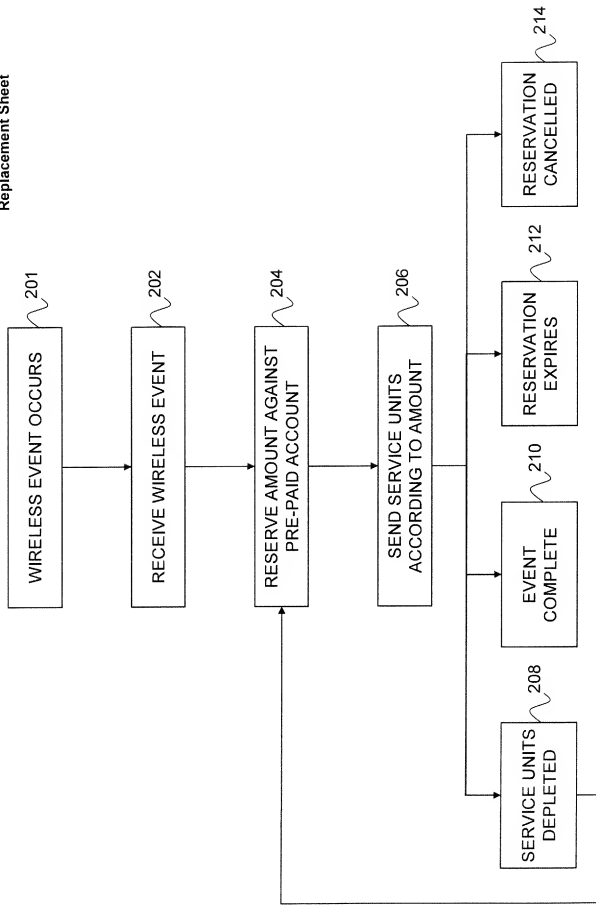 Replacement Sheet
WIRELESS EVENT OCCURS
201
RECEIVE WIRELESS EVENT
202
RESERVE AMOUNT AGAINST
PRE-PAID ACCOUNT
204
SEND SERVICE UNITS
ACCORDING TO AMOUNT
206
SERVICE UNITS
DEPLETED
208
EVENT
COMPLETE
210
RESERVATION
EXPIRES
212
RESERVATION
CANCELLED
214